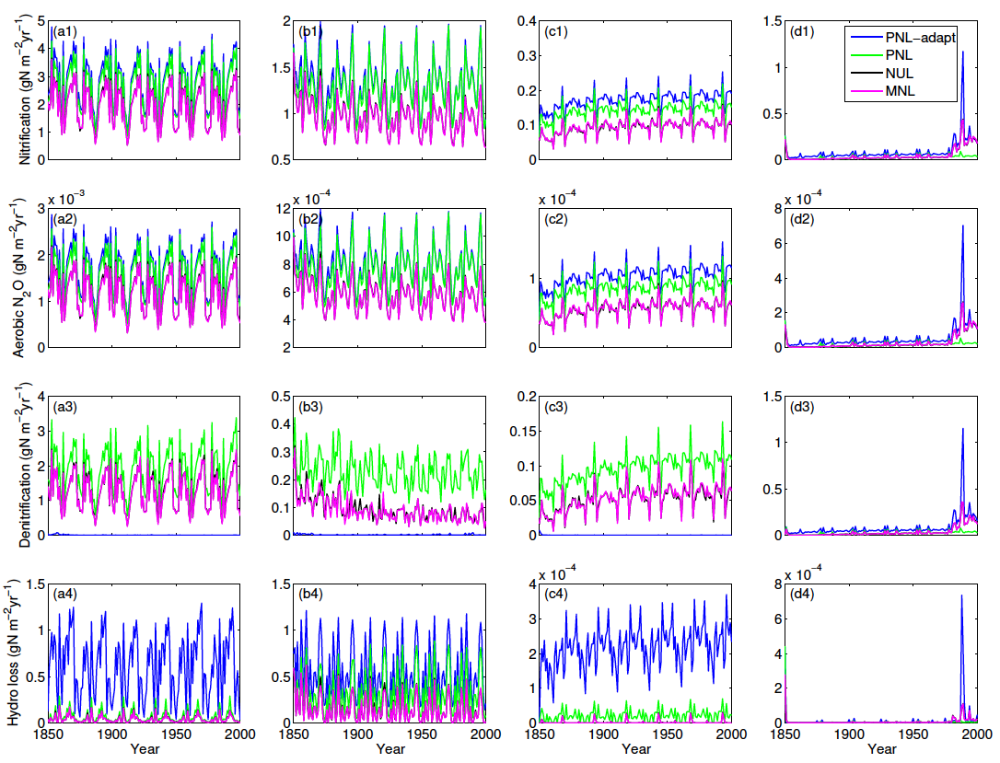 (a1) (b1) (c1) (d1)
PNL−adapt
PNL
NUL
MNL
Nitrification (gN m−2yr−1)
5 4 3 2 1 0
2 1.5 1 0.5
0.4 0.3 0.2 0.1 0
1.5 1 0.5 0
x 10−3 x 10−4 x 10−4 x 10−4
(a2) (b2) (c2) (d2)
Aerobic N2O (gN m−2yr−1)
3 2 1 0
12 10 8 6 4 2
1 0
8 6 4 2 0
(a3) (b3) (c3) (d3)
Denitrification (gN m−2yr−1)
4 3 2 1 0
0.5 0.4 0.3 0.2 0.1 0
0.2 0.15 0.1 0.05 0
1.5 1 0.5 0
x 10−4 x 10−4
(a4) (b4) (c4) (d4)
Hydro loss (gN m−2yr−1)
1.5 1 0.5 0
1.5 1 0.5 0
4 3 2 1 0
8 6 4 2 0
1850 1900 1950 2000 1850 1900 1950 2000 1850 1900 1950 2000 1850 1900 1950 2000
Year Year Year Year